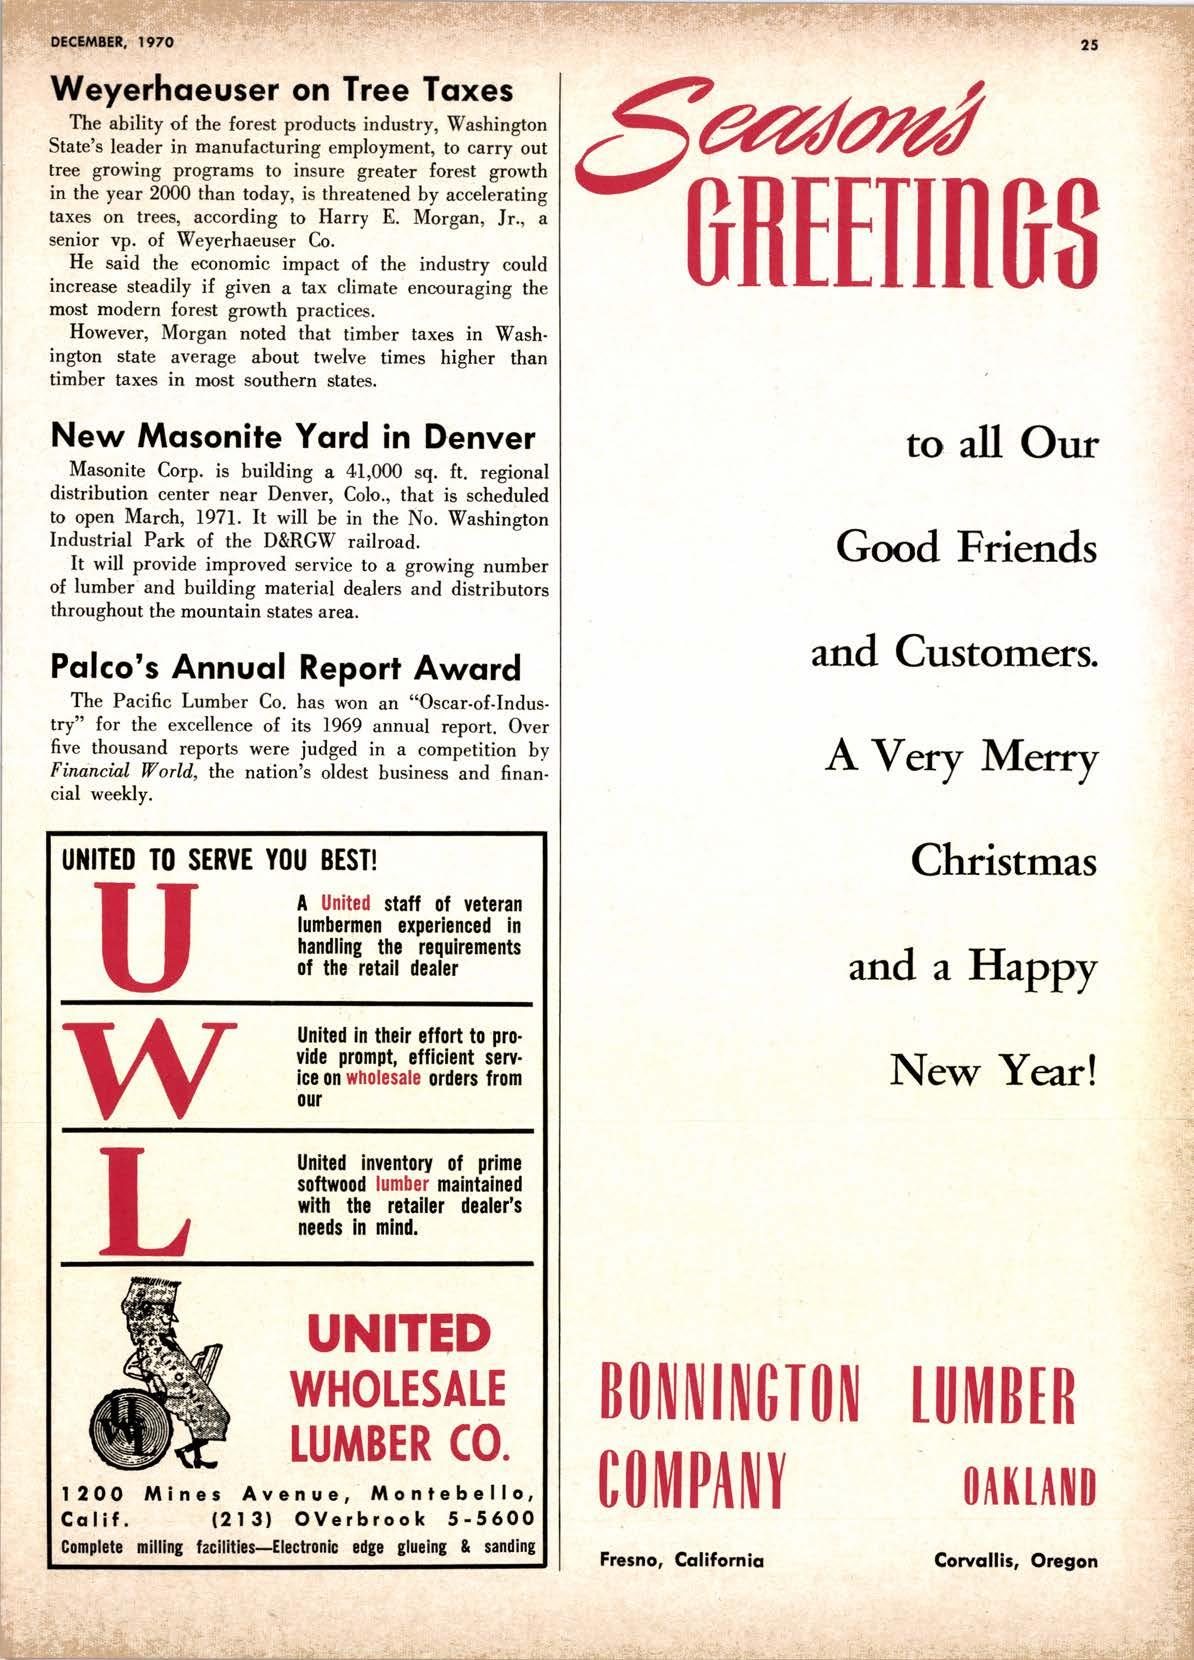 DECEMBER, 1970
25
Weyerhaeuser on Tree Taxes
The ability of the forest products industry, Washington
State's leader in manufacturing employment, to carry out
tree growing programs to insure greater forest growth
in the year 2000 than today, is threatened by accelerating
taxes on trees, according to Harry E. Morgan, Jr., a
senior vp. of Weyerhaeuser Co.
He said the economic impact of the industry could
increase steadily if given a tax climate encouraging the
most modern forest growth practices.
However, Morgan noted that timber taxes in Wash-
ington state average about twelve times higher than
timber taxes in most southern states.
New Masonite Yard in Denver
Masonite Corp. is building a 41,000 sq. ft. regional
distribution center near Denver, Colo., that is scheduled
to open March, 1971. It will be in the No. Washington
Industrial Park of the D&RGW railroad.
It will provide improved service to a growing number
of lumber and building material dealers and distributors
throughout the mountain states area.
Palco's Annual Report Award
The Pacific Lumber Co. has won an “Oscar-of-Indus-
try” for the excellence of its 1969 annual report. Over
five thousand reports were judged in a competition by
Financial World, the nation's oldest business and finan-
cial weekly.
UNITED TO SERVE YOU BEST!
U
A United staff of veteran
lumbermen experienced in
handling the requirements
of the retail dealer
W
United in their effort to pro-
vide prompt, efficient serv-
ice on wholesale orders from
our
L
United inventory of prime
softwood lumber maintained
with the retailer dealer's
needs in mind.
CALIFORNIA
UWL
UNITED
WHOLESALE
LUMBER CO.
1200 Mines Avenue, Montebello,
Calif. (213) OVerbrook 5-5600
Complete milling facilities—Electronic edge glueing & sanding
Season's
GREETINGS
to all Our
Good Friends
and Customers.
A Very Merry
Christmas
and a Happy
New Year!
BONNINGTON LUMBER
COMPANY OAKLAND
Fresno, California Corvallis, Oregon